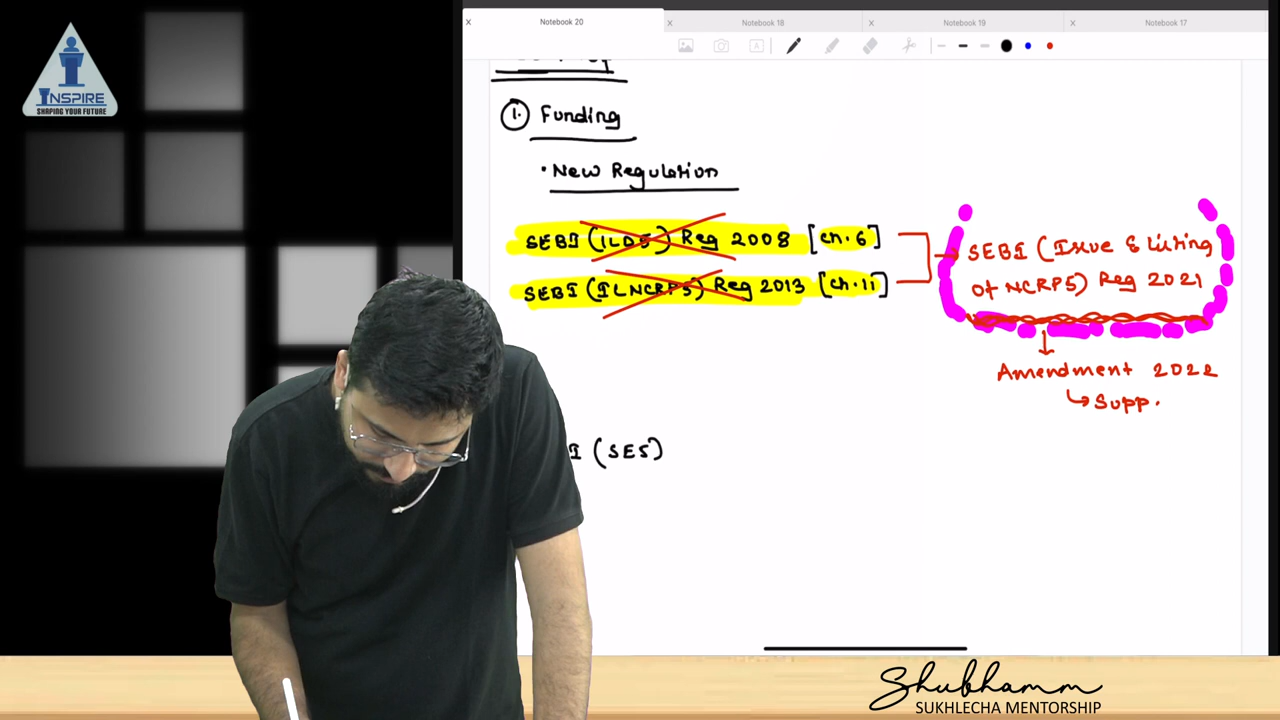 Notebook 20
Notebook 18
Notebook 19
Notebook 17
INSPIRE
SHAPING YOUR FUTURE
1. Funding
• New Regulation
SEBI (ILDS) Reg 2008 [ch. 6]
SEBI (ILNCRPS) Reg 2013 [ch. 11]
SEBI (Issue & Listing
of NCRPS) Reg 2021
Amendment 2022
↳ Supp.
I (SES)
Shubhamm
SUKHLECHA MENTORSHIP